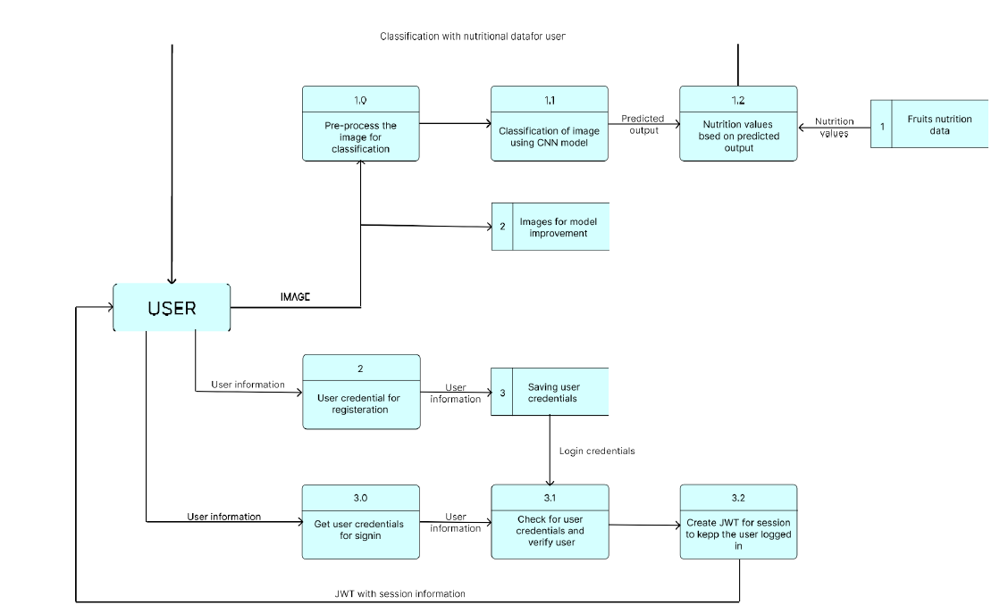 Classification with nutritional datafor user
1.0
Pre-process the
image for
classification
1.1
Classification of image
using CNN model
Predicted
output
1.2
Nutrition values
bsed on predicted
output
Nutrition
values
1
Fruits nutrition
data
2
Images for model
improvement
USER
IMAGE
User information
2
User credential for
registeration
User
information
3
Saving user
credentials
Login credentials
User information
3.0
Get user credentials
for signin
User
information
3.1
Check for user
credentials and
verify user
3.2
Create JWT for session
to kepp the user logged
in
JWT with session information